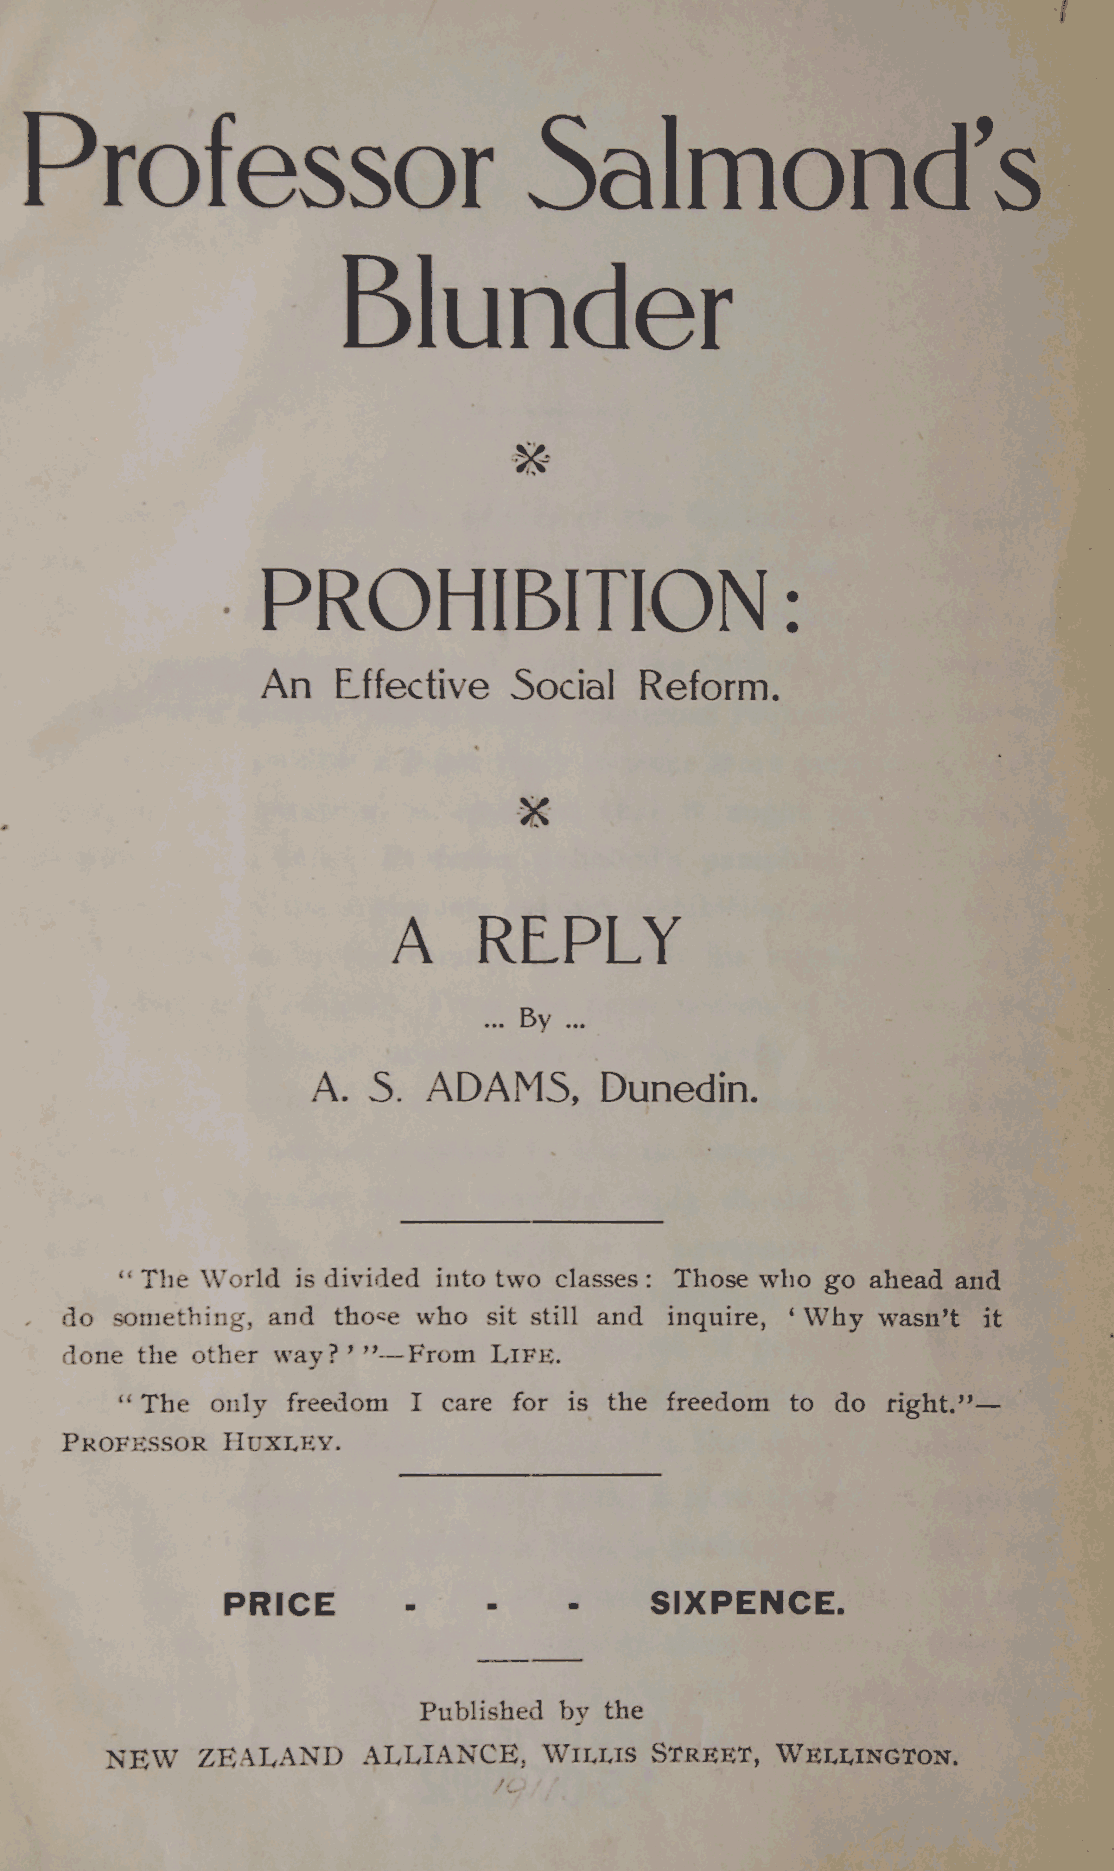 Professor Salmond's
Blunder
PROHIBITION:
An Effective Social Reform.
A REPLY
... By ...
A. S. ADAMS, Dunedin.
“The World is divided into two classes: Those who go ahead and
do something, and those who sit still and inquire, ‘Why wasn't it
done the other way?’”—From LIFE.
“The only freedom I care for is the freedom to do right.”—
PROFESSOR HUXLEY.
PRICE - - - SIXPENCE.
Published by the
NEW ZEALAND ALLIANCE, WILLIS STREET, WELLINGTON.
1911.